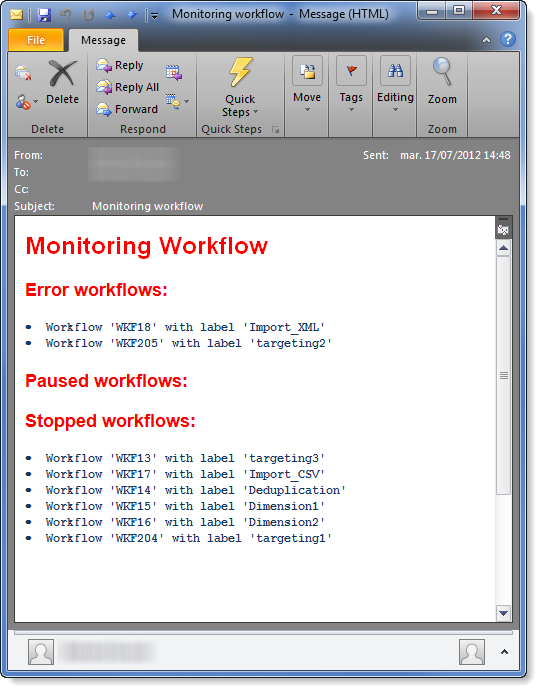 Monitoring workflow - Message (HTML)
File Message
Delete
Reply
Reply All
Forward
Quick
Steps
Move
Tags
Editing
Zoom
Delete
Respond
Quick Steps
Zoom
From:
Sent: mar. 17/07/2012 14:48
To:
Cc:
Subject: Monitoring workflow
Monitoring Workflow
Error workflows:
• Workflow 'WKF18' with label 'Import_XML'
• Workflow 'WKF205' with label 'targeting2'
Paused workflows:
Stopped workflows:
• Workflow 'WKF13' with label 'targeting3'
• Workflow 'WKF17' with label 'Import_CSV'
• Workflow 'WKF14' with label 'Deduplication'
• Workflow 'WKF15' with label 'Dimension1'
• Workflow 'WKF16' with label 'Dimension2'
• Workflow 'WKF204' with label 'targeting1'